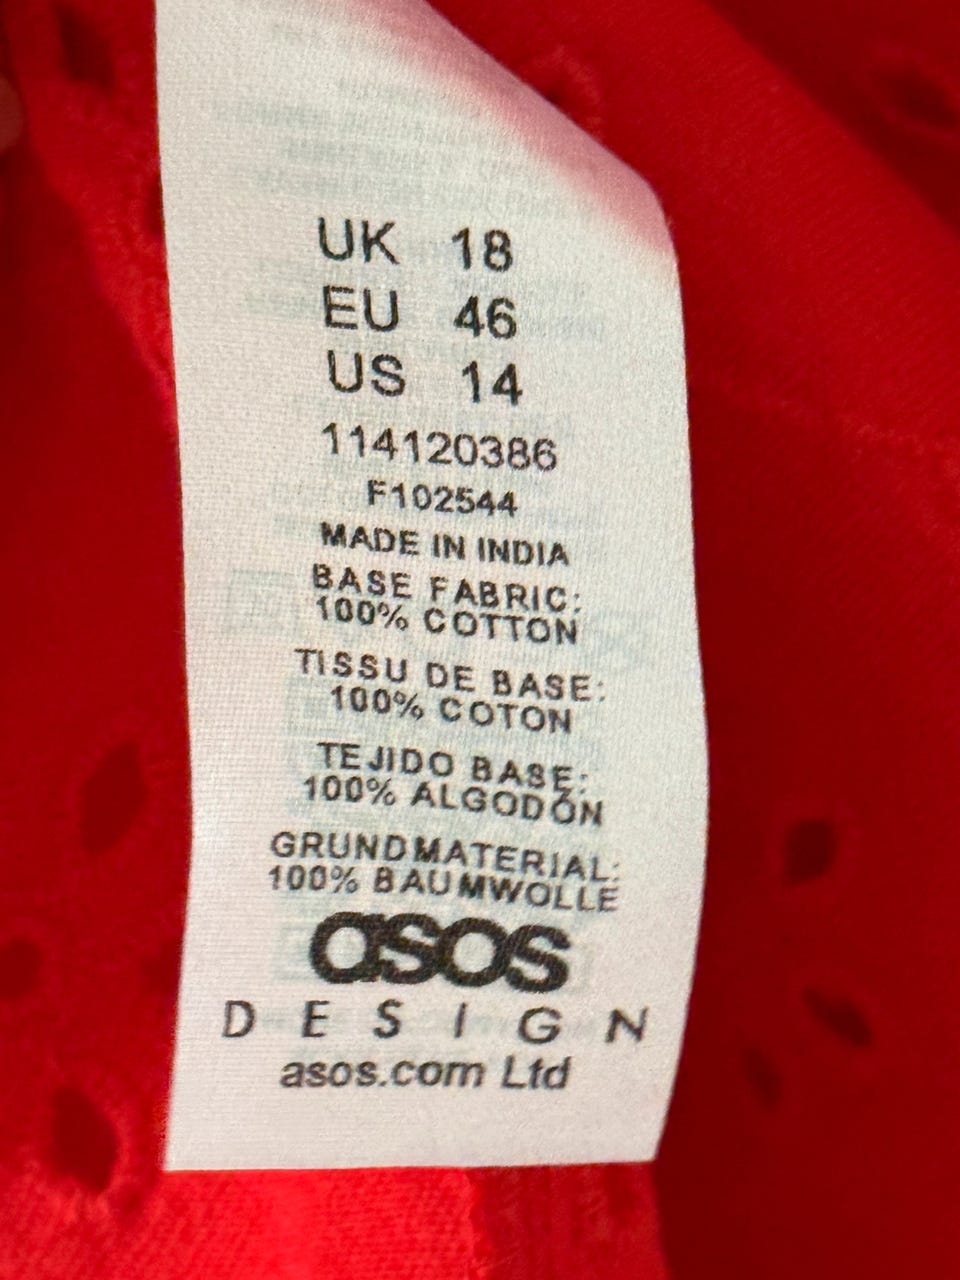 UK 18
EU 46
US 14
114120386
F102544
MADE IN INDIA
BASE FABRIC:
100% COTTON
TISSU DE BASE:
100% COTON
TEJIDO BASE:
100% ALGODÓN
GRUNDMATERIAL:
100% BAUMWOLLE
asos
DESIGN
asos.com Ltd